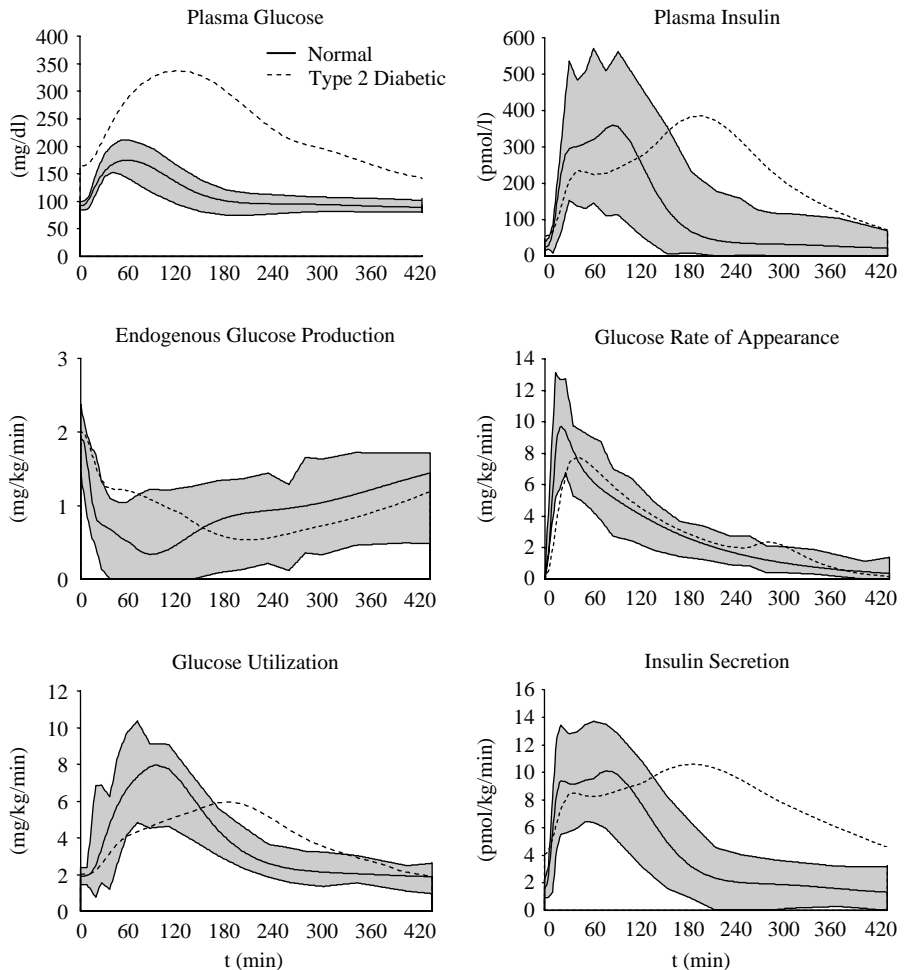 Plasma Glucose
400
350
300
250
200
150
100
50
0
(mg/dl)
Normal
Type 2 Diabetic
0 60 120 180 240 300 360 420
Plasma Insulin
600
500
400
300
200
100
0
(pmol/l)
0 60 120 180 240 300 360 420
Endogenous Glucose Production
3
2
1
0
(mg/kg/min)
0 60 120 180 240 300 360 420
Glucose Rate of Appearance
14
12
10
8
6
4
2
0
(mg/kg/min)
0 60 120 180 240 300 360 420
Glucose Utilization
12
10
8
6
4
2
0
(mg/kg/min)
0 60 120 180 240 300 360 420
t (min)
Insulin Secretion
16
14
12
10
8
6
4
2
0
(pmol/kg/min)
0 60 120 180 240 300 360 420
t (min)